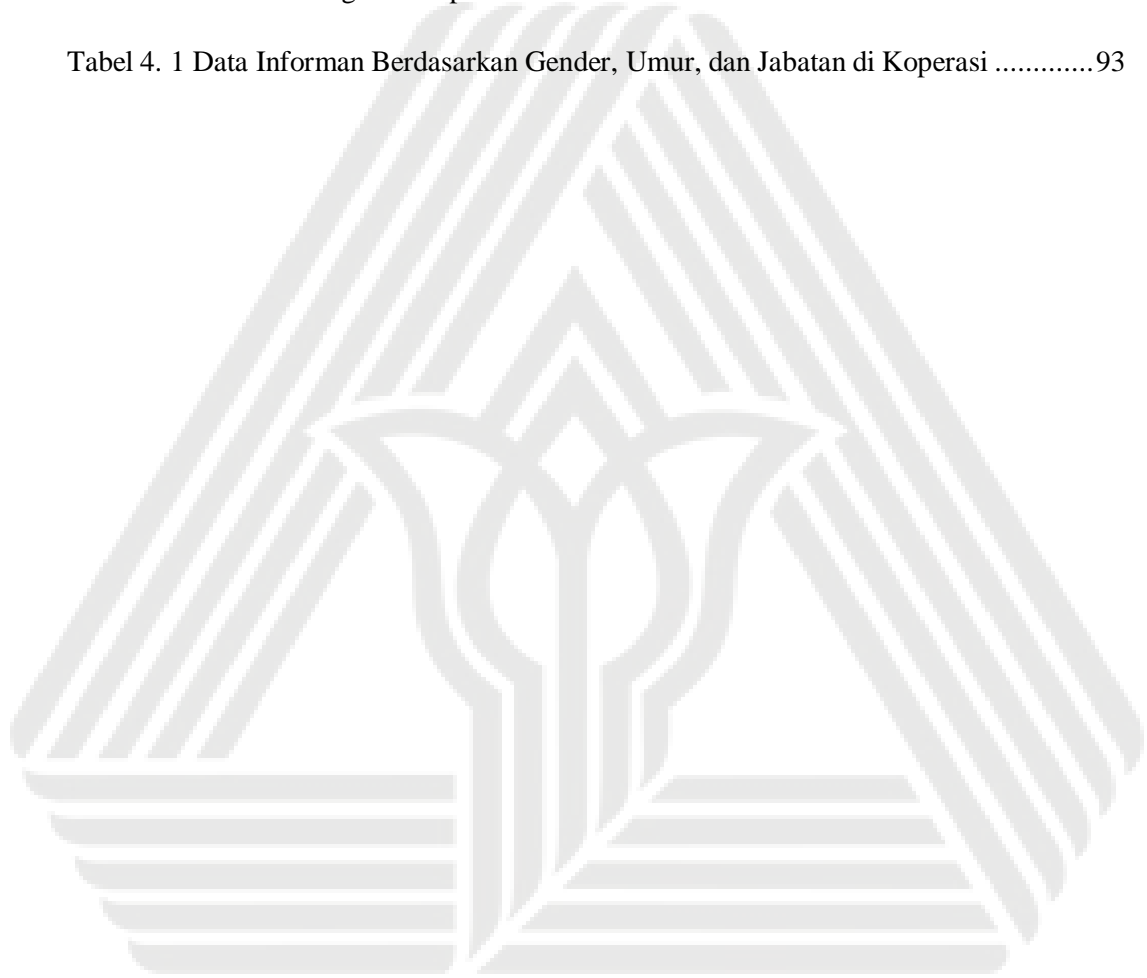 Tabel 4. 1 Data Informan Berdasarkan Gender, Umur, dan Jabatan di Koperasi .............93